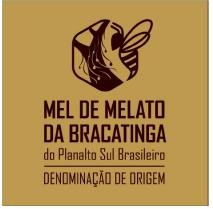 MEL DE MELATO
DA BRACATINGA
do Planalto Sul Brasileiro
DENOMINAÇÃO DE ORIGEM